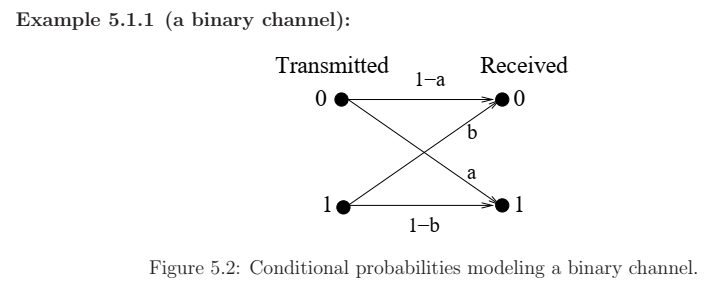 Example 5.1.1 (a binary channel):
Transmitted Received
1−a
0 0
b
a
1 1
1−b
Figure 5.2: Conditional probabilities modeling a binary channel.